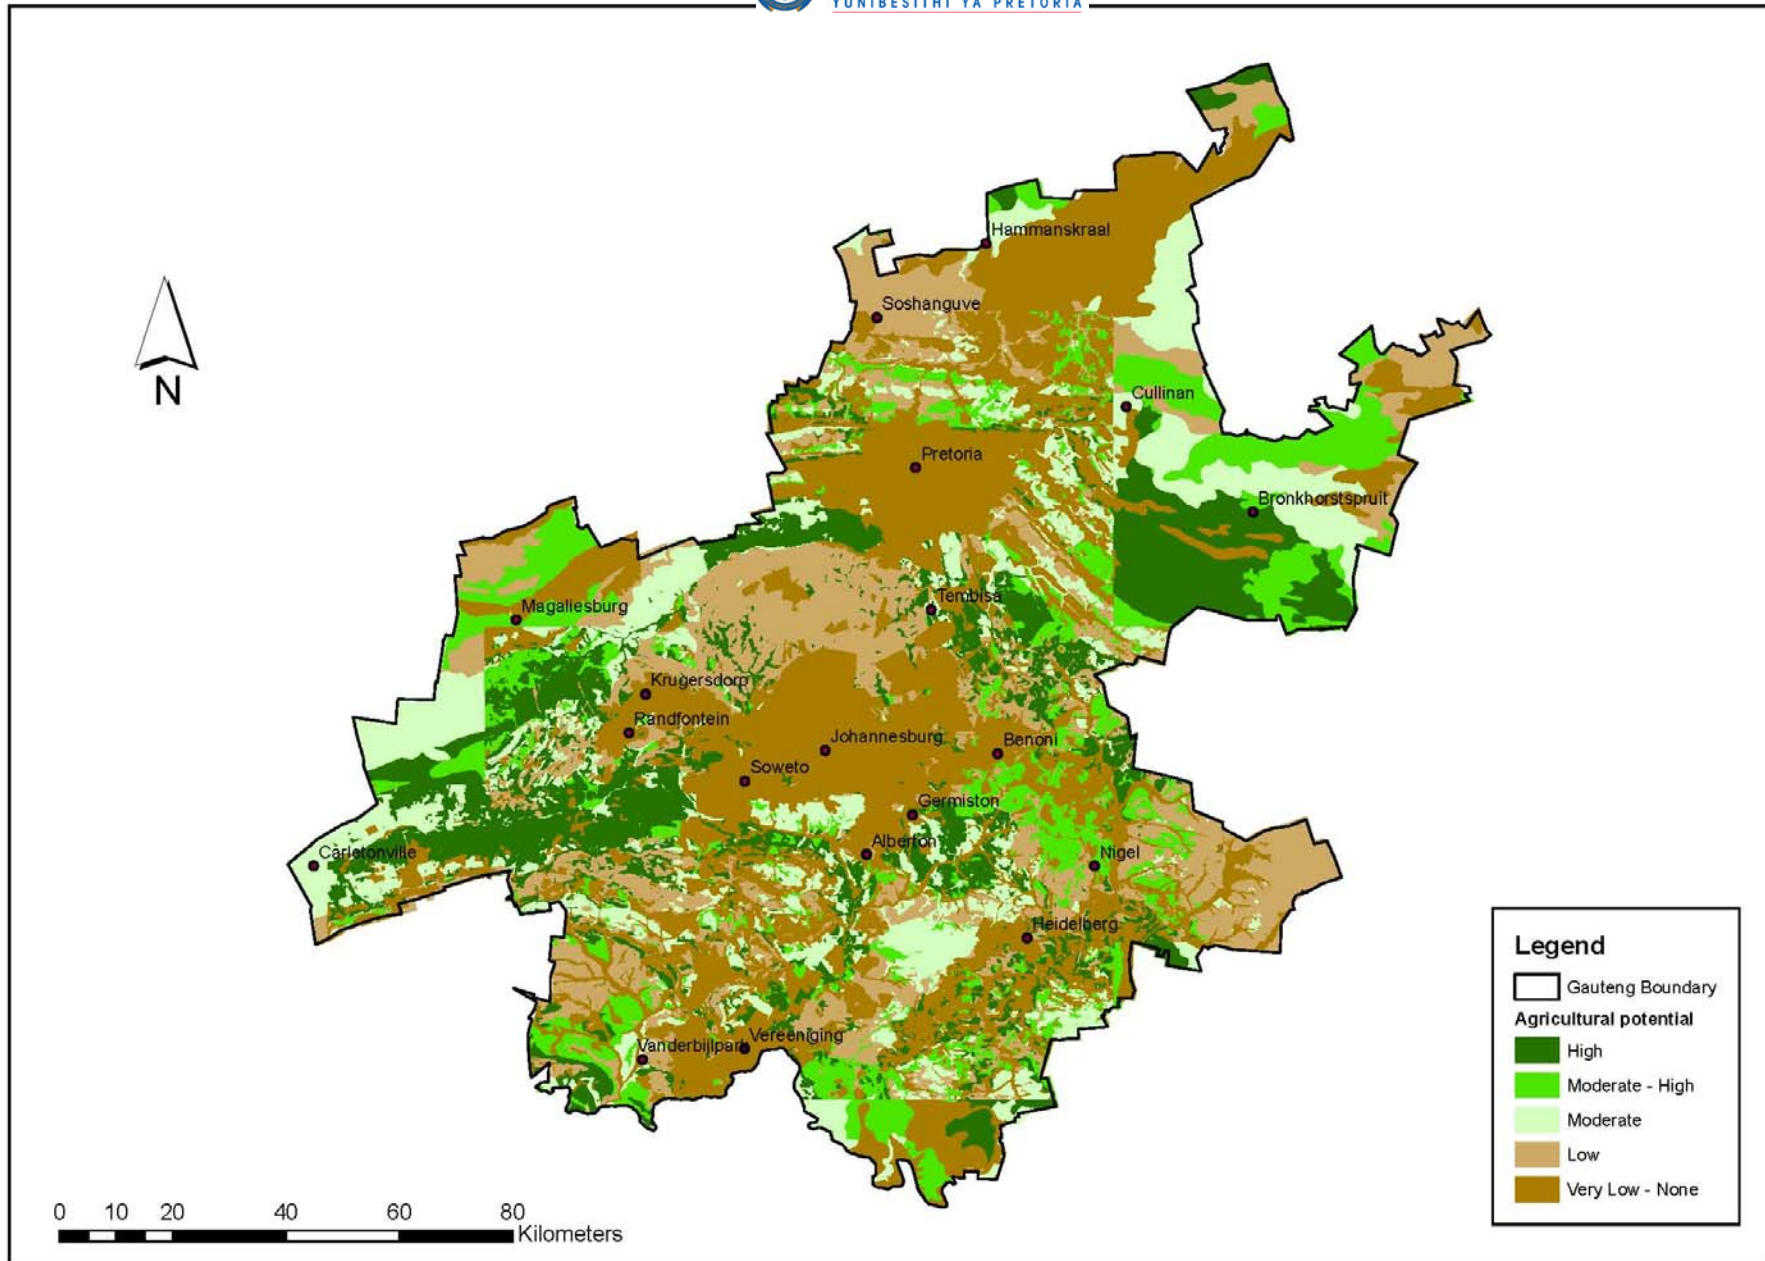 YUNIBESITHI YA PRETORIA
Hammanskraal
Soshanguve
N
Cullinan
Pretoria
Bronkhorstspruit
Magaliesburg
Tembisa
Krugersdorp
Randfontein
Johannesburg
Benoni
Soweto
Germiston
Alberton
Carletonville
Nigel
Heidelberg
Vereeniging
Vanderbijlpark
Legend
Gauteng Boundary
Agricultural potential
High
Moderate - High
Moderate
Low
Very Low - None
0 10 20 40 60 80
Kilometers